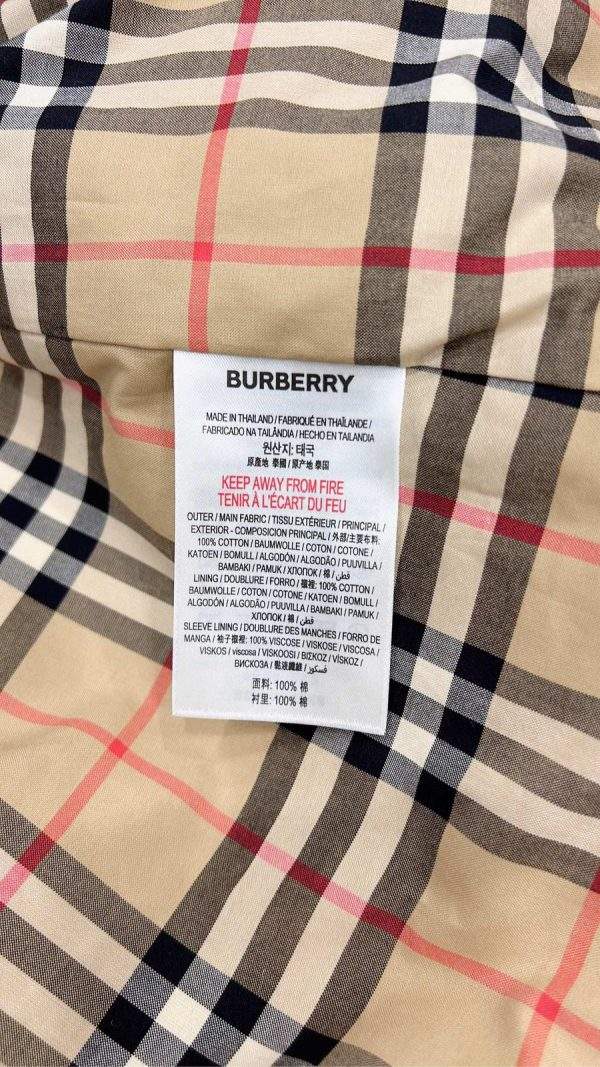 BURBERRY
MADE IN THAILAND / FABRIQUÉ EN THAÏLANDE /
FABRICADO NA TAILÂNDIA / HECHO EN TAILANDIA
원산지: 태국
原產地 泰國 / 原产地 泰国
KEEP AWAY FROM FIRE
TENIR À L'ÉCART DU FEU
OUTER / MAIN FABRIC / TISSU EXTÉRIEUR / PRINCIPAL /
EXTERIOR - COMPOSICION PRINCIPAL / 外部/主要布料:
100% COTTON / BAUMWOLLE / COTON / COTONE /
KATOEN / BOMULL / ALGODÓN / ALGODÃO / PUUVILLA /
BAMBAKI / PAMUK / ХЛОПОК / 棉 / قطن
LINING / DOUBLURE / FORRO / 襯裡: 100% COTTON /
BAUMWOLLE / COTON / COTONE / KATOEN / BOMULL /
ALGODÓN / ALGODÃO / PUUVILLA / BAMBAKI / PAMUK /
ХЛОПОК / 棉 / قطن
SLEEVE LINING / DOUBLURE DES MANCHES / FORRO DE
MANGA / 袖子襯裡: 100% VISCOSE / VISKOSE / VISCOSA /
VISKOS / viscosa / VISKOOSI / ΒΙΣΚΟΖ / VİSKOZ /
ВИСКОЗА / 黏液纖維 / فسكوز
面料: 100% 棉
衬里: 100% 棉